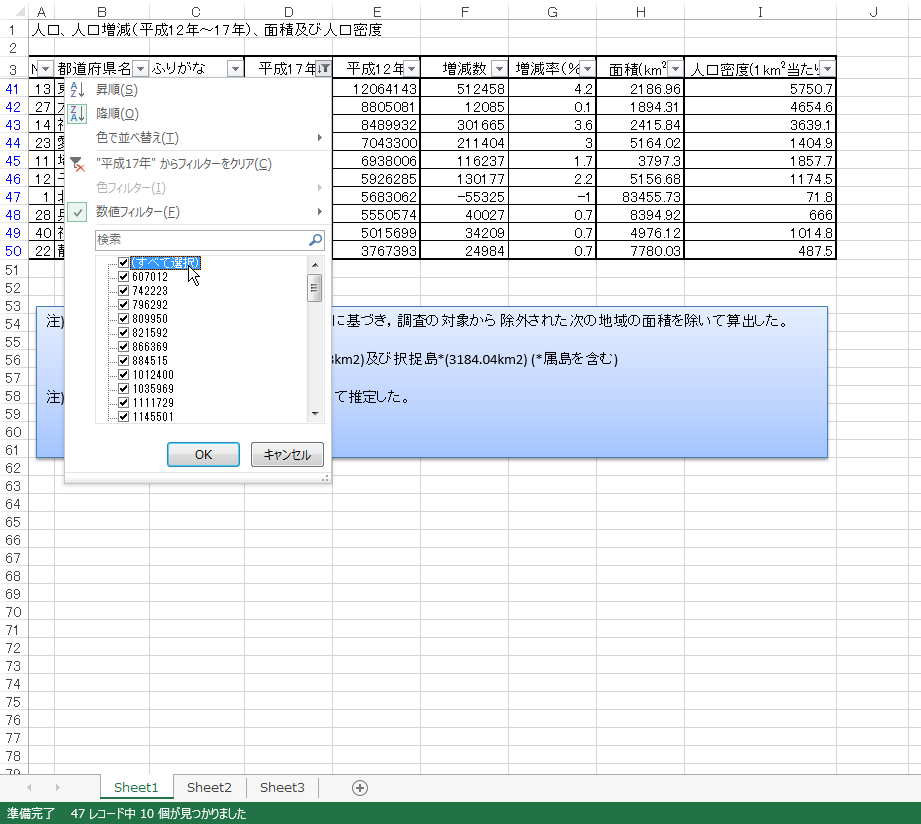 A B C D E F G H I J
1 人口、人口増減(平成12年～17年)、面積及び人口密度
2
3 都道府県名 ふりがな 平成17年 平成12年 増減数 増減率(% 面積(km² 人口密度(1km²当たり
41 13 12064143 512458 4.2 2186.96 5750.7
42 27 8805081 12085 0.1 1894.31 4654.6
43 14 8489932 301665 3.6 2415.84 3639.1
44 23 7043300 211404 3 5164.02 1404.9
45 11 6938006 116237 1.7 3797.3 1857.7
46 12 5926285 130177 2.2 5156.68 1174.5
47 1 5683062 −55325 −1 83455.73 71.8
48 28 5550574 40027 0.7 8394.92 666
49 40 5015699 34209 0.7 4976.12 1014.8
50 22 3767393 24984 0.7 7780.03 487.5
51
52
53
54 注) に基づき，調査の対象から 除外された次の地域の面積を除いて算出した。
55
56 km2)及び択捉島*(3184.04km2) (*属島を含む)
57
58 注) て推定した。
59
60
61
62
63
64
65
66
67
68
69
70
71
72
73
74
75
76
77
78
79
昇順(S)
降順(O)
色で並べ替え(T)
"平成17年" からフィルターをクリア(C)
色フィルター(I)
数値フィルター(F)
検索
(すべて選択)
607012
742223
796292
809950
821592
866369
884515
1012400
1035969
1111729
1145501
OK キャンセル
Sheet1 Sheet2 Sheet3
準備完了 47 レコード中 10 個が見つかりました